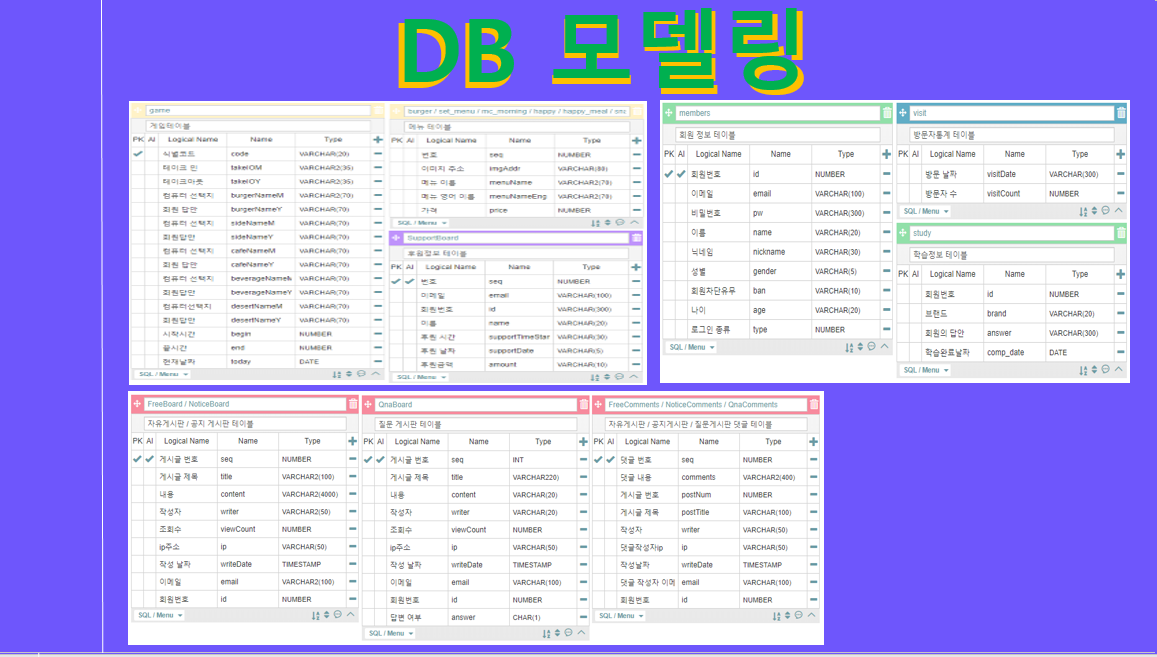 DB 모델링
game
게임테이블
PK AI Logical Name Name Type
식별코드 code VARCHAR(20)
테이크 인 takeIOM VARCHAR2(35)
테이크아웃 takeIOY VARCHAR2(35)
컴퓨터 선택지 burgerNameM VARCHAR2(70)
회원 답안 burgerNameY VARCHAR(70)
컴퓨터 선택지 sideNameM VARCHAR(70)
회원답안 sideNameY VARCHAR(70)
컴퓨터 선택지 cafeNameM VARCHAR(70)
회원 답안 cafeNameY VARCHAR(70)
컴퓨터 선택지 beverageNameM VARCHAR(70)
회원답안 beverageNameY VARCHAR(70)
컴퓨터선택지 desertNameM VARCHAR(70)
회원답안 desertNameY VARCHAR(70)
시작시간 begin NUMBER
끝시간 end NUMBER
현재날짜 today DATE
SQL / Menu
burger / set_menu / mc_morning / happy / happy_meal /
메뉴 테이블
PK AI Logical Name Name Type
번호 seq NUMBER
이미지 주소 imgAddr VARCHAR(80)
메뉴 이름 menuName VARCHAR2(70)
메뉴 영어 이름 menuNameEng VARCHAR2(70)
가격 price NUMBER
SQL / Menu
SupportBoard
후원정보 테이블
PK AI Logical Name Name Type
번호 seq NUMBER
이메일 email VARCHAR(100)
회원번호 id VARCHAR(300)
이름 name VARCHAR(20)
후원 시간 supportTimeStar VARCHAR(30)
후원 날짜 supportDate VARCHAR(5)
후원금액 amount VARCHAR(10)
SQL / Menu
members
회원 정보 테이블
PK AI Logical Name Name Type
회원번호 id NUMBER
이메일 email VARCHAR(100)
비밀번호 pw VARCHAR(300)
이름 name VARCHAR(20)
닉네임 nickname VARCHAR(30)
성별 gender VARCHAR(5)
회원차단유무 ban VARCHAR(10)
나이 age VARCHAR(20)
로그인 종류 type NUMBER
SQL / Menu
visit
방문자통계 테이블
PK AI Logical Name Name Type
방문 날짜 visitDate VARCHAR(300)
방문자 수 visitCount NUMBER
SQL / Menu
study
학습정보 테이블
PK AI Logical Name Name Type
회원번호 id NUMBER
브랜드 brand VARCHAR(20)
회원의 답안 answer VARCHAR(300)
학습완료날짜 comp_date DATE
SQL / Menu
FreeBoard / NoticeBoard
자유게시판 / 공지 게시판 테이블
PK AI Logical Name Name Type
게시글 번호 seq NUMBER
게시글 제목 title VARCHAR2(100)
내용 content VARCHAR2(4000)
작성자 writer VARCHAR2(50)
조회수 viewCount NUMBER
ip주소 ip VARCHAR(50)
작성 날짜 writeDate TIMESTAMP
이메일 email VARCHAR2(100)
회원번호 id NUMBER
SQL / Menu
QnaBoard
질문 게시판 테이블
PK AI Logical Name Name Type
게시글 번호 seq INT
게시글 제목 title VARCHAR220)
내용 content VARCHAR(20)
작성자 writer VARCHAR(20)
조회수 viewCount NUMBER
ip주소 ip VARCHAR(50)
작성 날짜 writeDate TIMESTAMP
이메일 email VARCHAR(100)
회원번호 id NUMBER
답변 여부 answer CHAR(1)
SQL / Menu
FreeComments / NoticeComments / QnaComments
자유게시판 / 공지게시판 / 질문게시판 댓글 테이블
PK AI Logical Name Name Type
댓글 번호 seq NUMBER
댓글 내용 comments VARCHAR2(400)
게시글 번호 postNum NUMBER
게시글 제목 postTitle VARCHAR(100)
작성자 writer VARCHAR(50)
댓글작성자ip ip VARCHAR(50)
작성날짜 writeDate TIMESTAMP
댓글 작성자 이메 email VARCHAR(100)
회원번호 id NUMBER
SQL / Menu